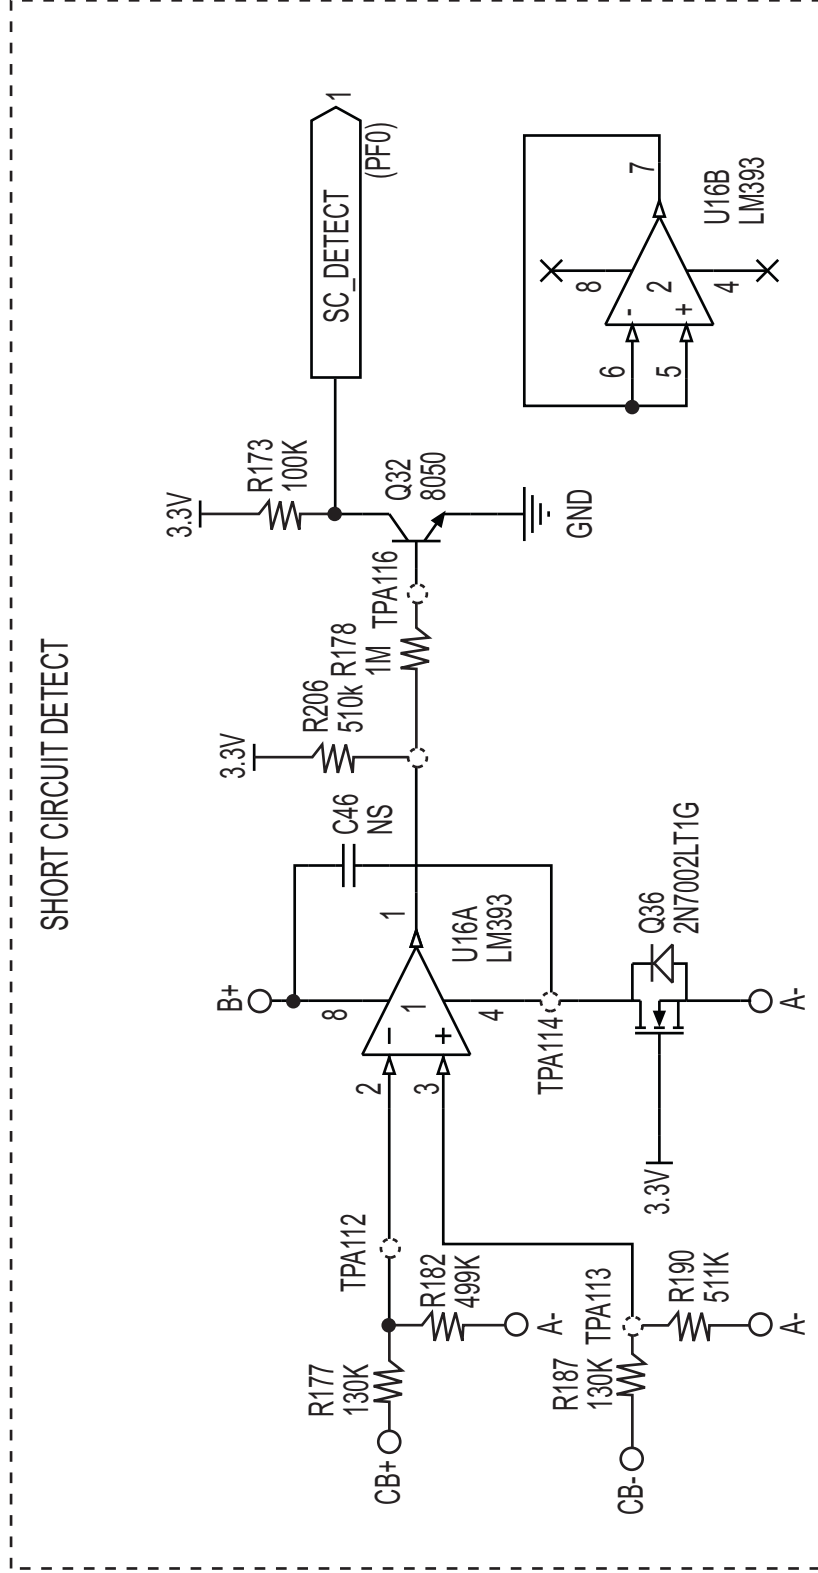 SHORT CIRCUIT DETECT
3.3V
R173
100K
SC_DETECT
1
(PF0)
3.3V
R206
510k
R178
1M
TPA116
Q32
8050
GND
B+
8
1
C46
NS
2
3
1
4
U16A
LM393
TPA114
Q36
2N7002LT1G
A-
3.3V
CB+
R177
130K
TPA112
R182
499K
A-
CB-
R187
130K
TPA113
R190
511K
A-
6
5
-
+
8
2
4
7
U16B
LM393